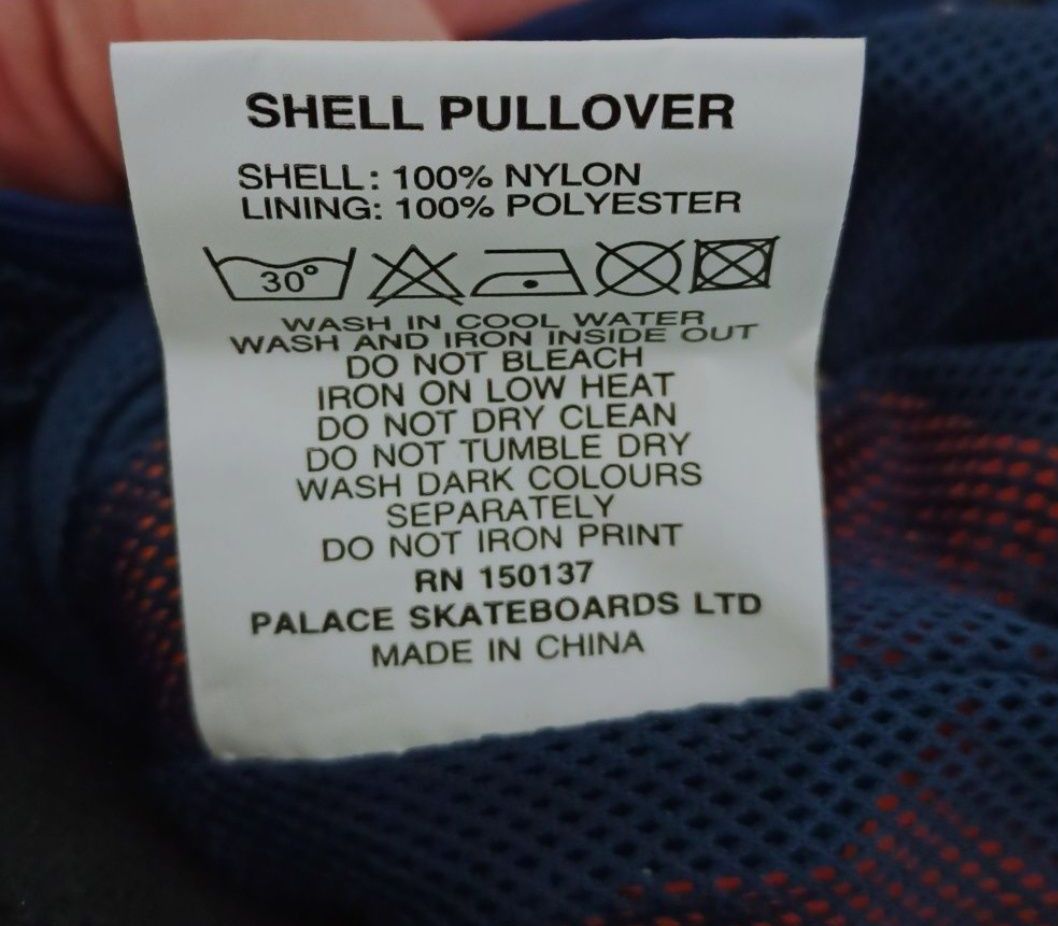 SHELL PULLOVER
SHELL: 100% NYLON
LINING: 100% POLYESTER
30°
WASH IN COOL WATER
WASH AND IRON INSIDE OUT
DO NOT BLEACH
IRON ON LOW HEAT
DO NOT DRY CLEAN
DO NOT TUMBLE DRY
WASH DARK COLOURS
SEPARATELY
DO NOT IRON PRINT
RN 150137
PALACE SKATEBOARDS LTD
MADE IN CHINA